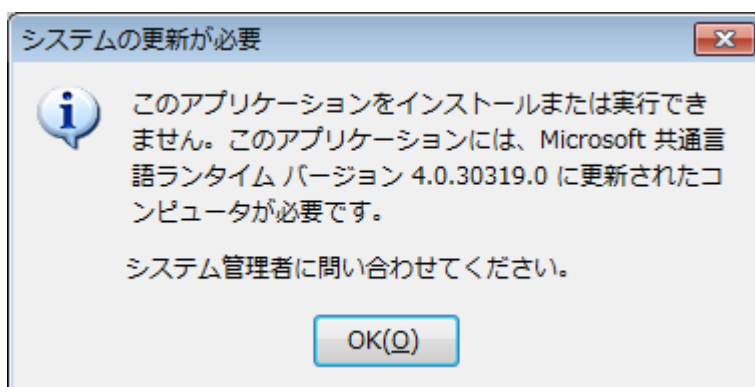 システムの更新が必要
このアプリケーションをインストールまたは実行でき
ません。このアプリケーションには、Microsoft 共通言
語ランタイム バージョン 4.0.30319.0 に更新されたコ
ンピュータが必要です。
システム管理者に問い合わせてください。
OK(O)